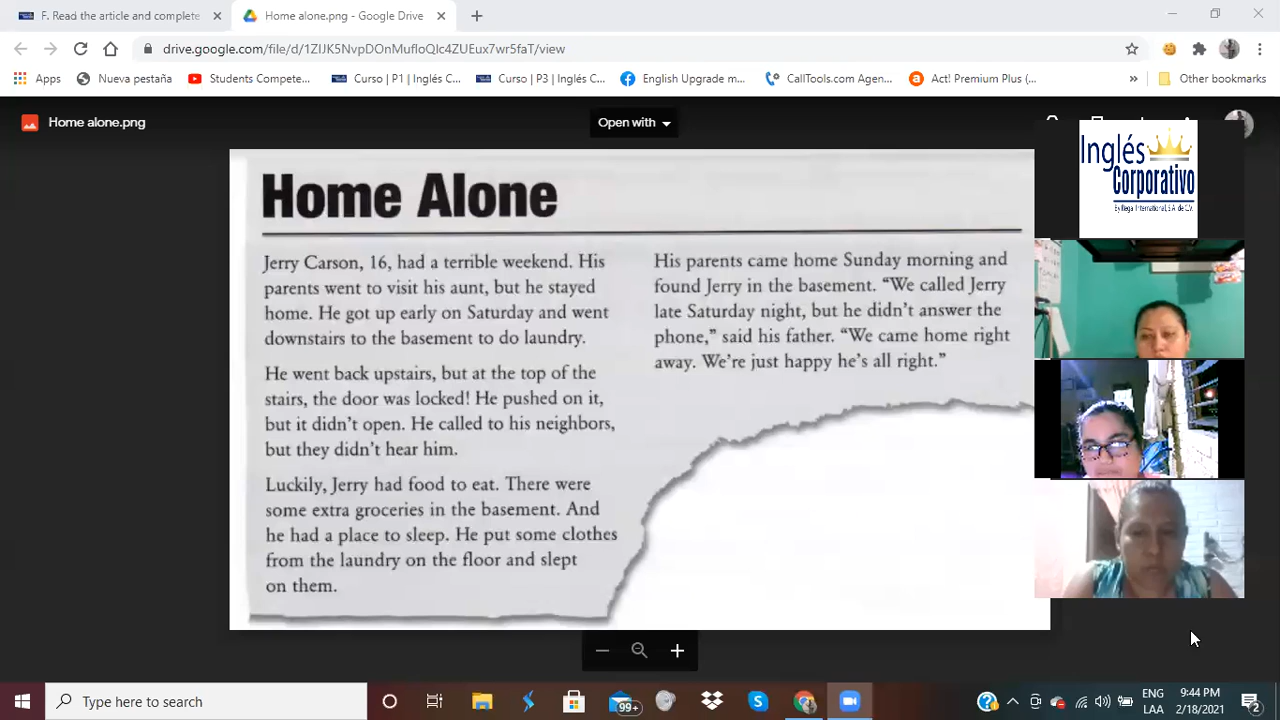 F. Read the article and complete
Home alone.png - Google Drive
drive.google.com/file/d/1ZIJK5NvpDOnMufloQlc4ZUEux7wr5faT/view
Apps
Nueva pestaña
Students Compete...
Curso | P1 | Inglés C...
Curso | P3 | Inglés C...
English Upgrade m...
CallTools.com Agen...
Act! Premium Plus (...
»
Other bookmarks
Home alone.png
Open with
Inglés
Corporativo
Home Alone
Jerry Carson, 16, had a terrible weekend. His
parents went to visit his aunt, but he stayed
home. He got up early on Saturday and went
downstairs to the basement to do laundry.
He went back upstairs, but at the top of the
stairs, the door was locked! He pushed on it,
but it didn't open. He called to his neighbors,
but they didn't hear him.
Luckily, Jerry had food to eat. There were
some extra groceries in the basement. And
he had a place to sleep. He put some clothes
from the laundry on the floor and slept
on them.
His parents came home Sunday morning and
found Jerry in the basement. “We called Jerry
late Saturday night, but he didn't answer the
phone,” said his father. “We came home right
away. We're just happy he's all right.”
Type here to search
99+
ENG
LAA
9:44 PM
2/18/2021
2